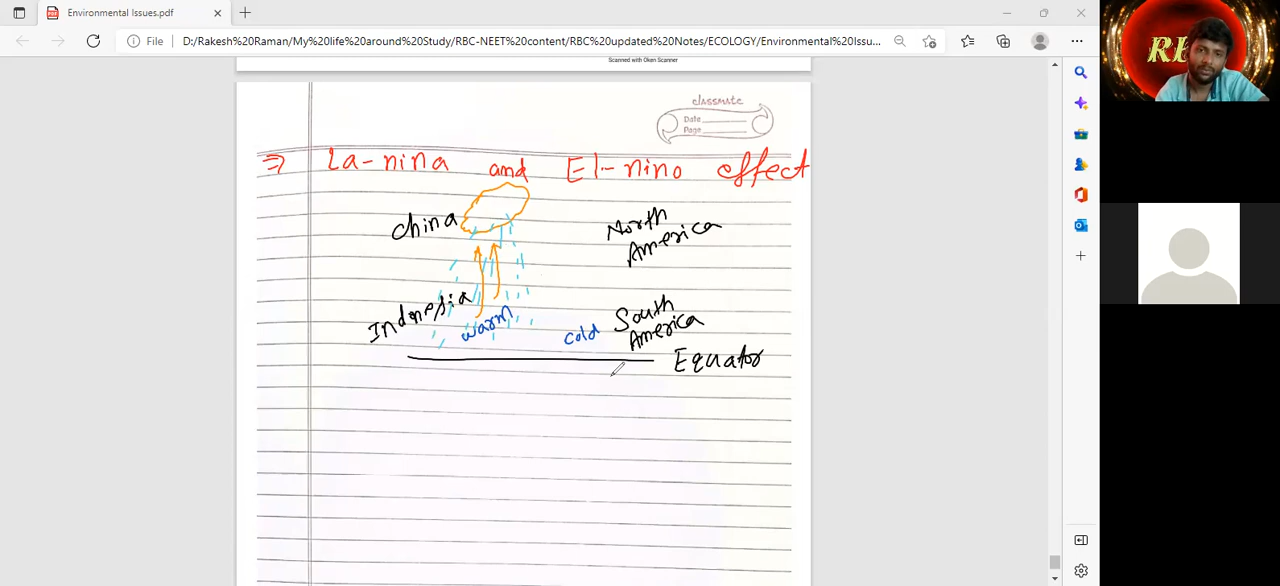 Environmental Issues.pdf
File
D:/Rakesh%20Raman/My%20life%20around%20Study/RBC-NEET%20content/RBC%20updated%20Notes/ECOLOGY/Environmental%20Issu...
Scanned with Oken Scanner
classmate
Date
Page
⇒ La-nina and El-nino effect
China
North
America
Indonesia
warm
cold
South
America
Equator